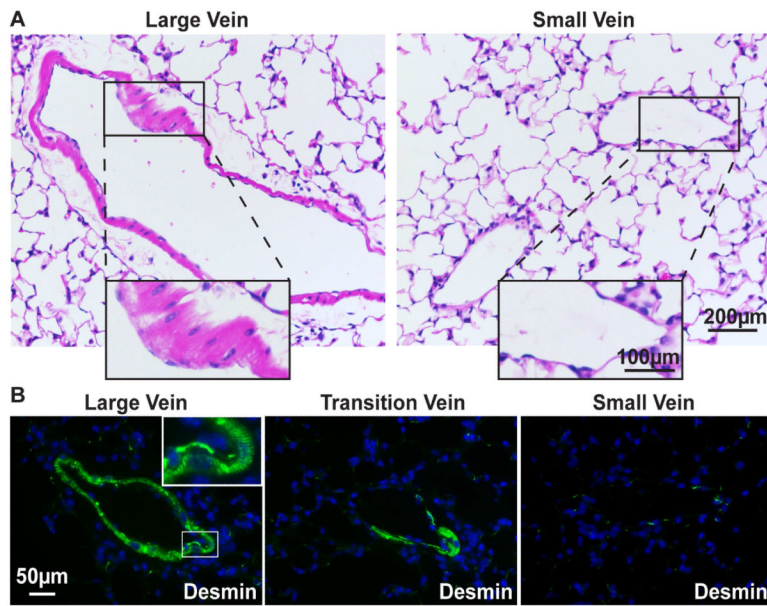 A
Large Vein
Small Vein
200µm
100µm
B
Large Vein
Transition Vein
Small Vein
50µm
Desmin
Desmin
Desmin